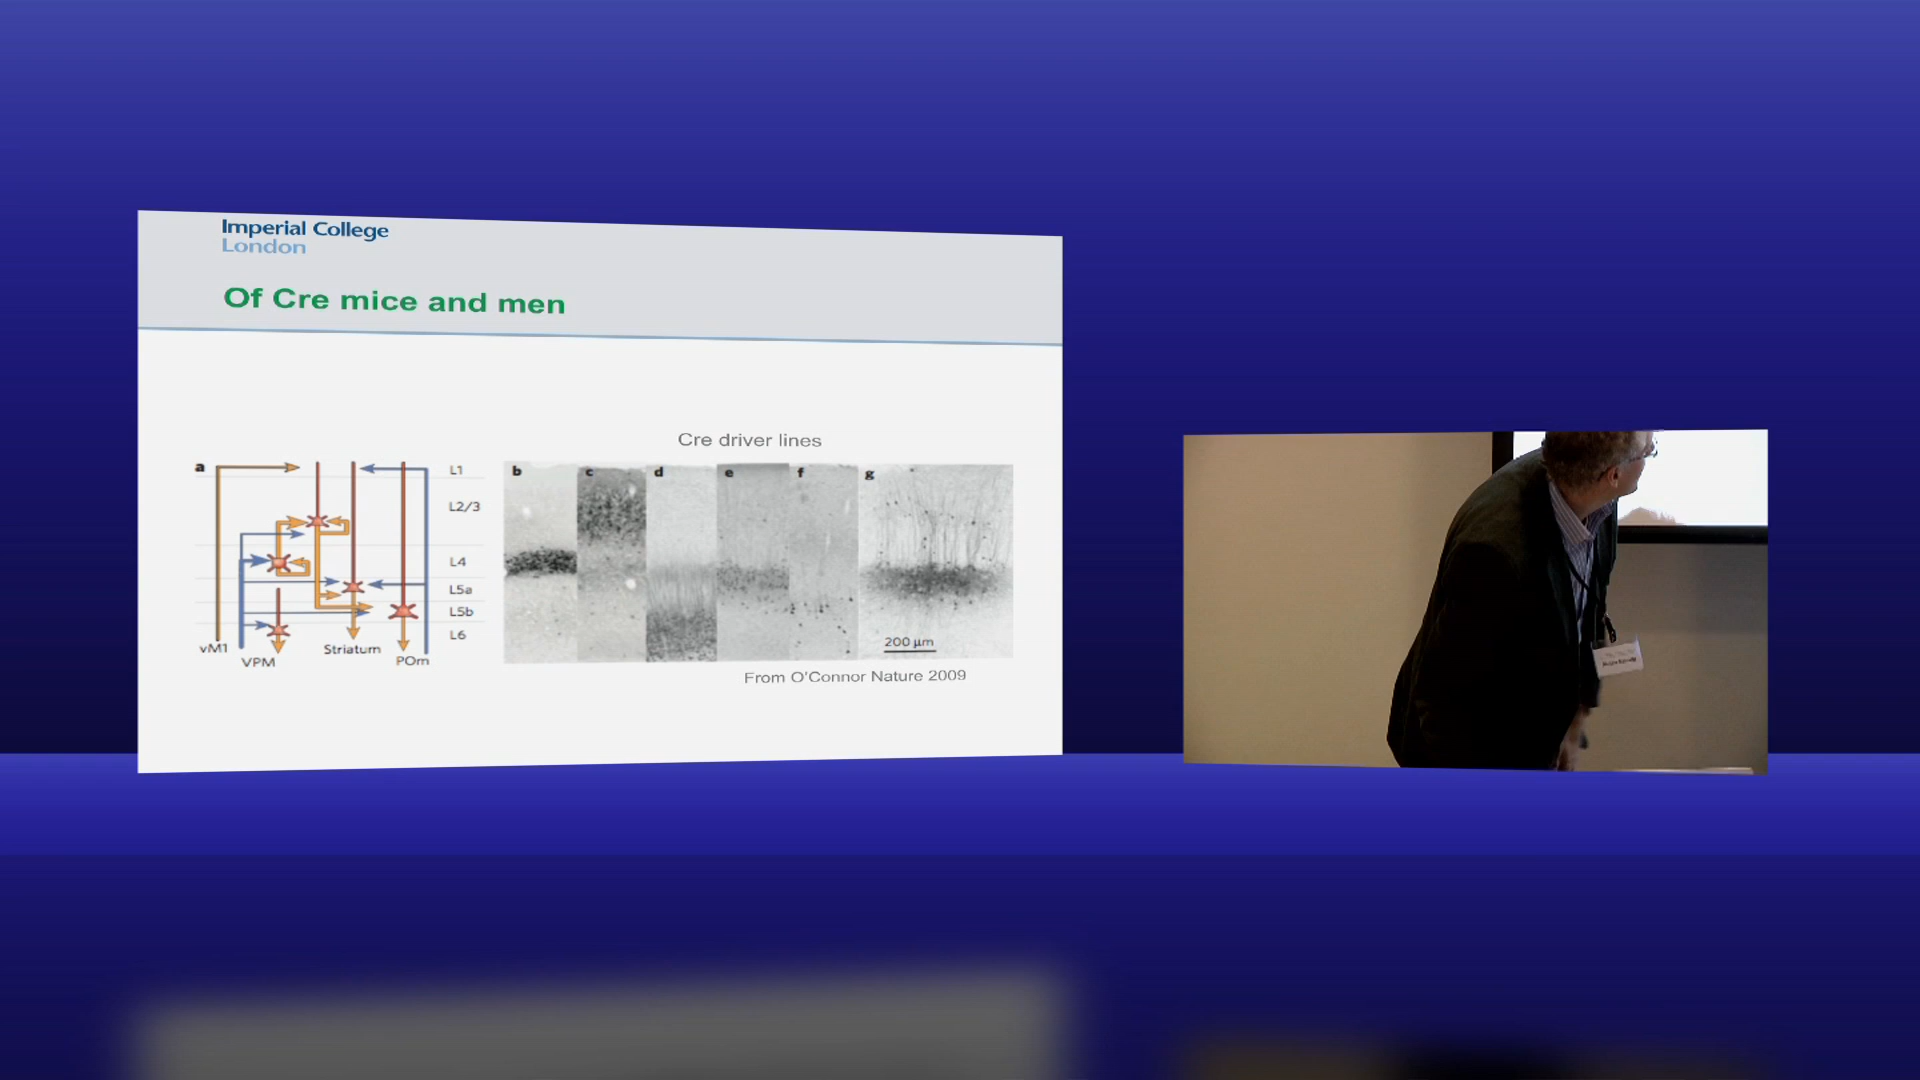 Imperial College
London
Of Cre mice and men
Cre driver lines
a
L1
L2/3
L4
L5a
L5b
L6
vM1
VPM
Striatum
POm
b
c
d
e
f
g
200 µm
From O'Connor Nature 2009